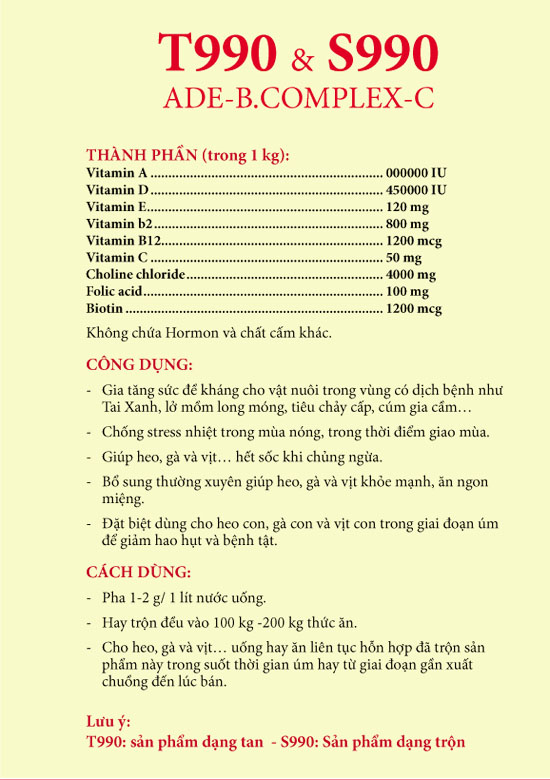 T990 & S990
ADE-B.COMPLEX-C
THÀNH PHẦN (trong 1 kg):
Vitamin A ........................................................ 000000 IU
Vitamin D ........................................................ 450000 IU
Vitamin E......................................................... 120 mg
Vitamin b2....................................................... 800 mg
Vitamin B12..................................................... 1200 mcg
Vitamin C ........................................................ 50 mg
Choline chloride............................................... 4000 mg
Folic acid......................................................... 100 mg
Biotin .............................................................. 1200 mcg
Không chứa Hormon và chất cấm khác.
CÔNG DỤNG:
- Gia tăng sức đề kháng cho vật nuôi trong vùng có dịch bệnh như
Tai Xanh, lở mồm long móng, tiêu chảy cấp, cúm gia cầm…
- Chống stress nhiệt trong mùa nóng, trong thời điểm giao mùa.
- Giúp heo, gà và vịt… hết sốc khi chủng ngừa.
- Bổ sung thường xuyên giúp heo, gà và vịt khỏe mạnh, ăn ngon
miệng.
- Đặt biệt dùng cho heo con, gà con và vịt con trong giai đoạn úm
để giảm hao hụt và bệnh tật.
CÁCH DÙNG:
- Pha 1-2 g/ 1 lít nước uống.
- Hay trộn đều vào 100 kg -200 kg thức ăn.
- Cho heo, gà và vịt… uống hay ăn liên tục hỗn hợp đã trộn sản
phẩm này trong suốt thời gian úm hay từ giai đoạn gần xuất
chuồng đến lúc bán.
Lưu ý:
T990: sản phẩm dạng tan - S990: Sản phẩm dạng trộn